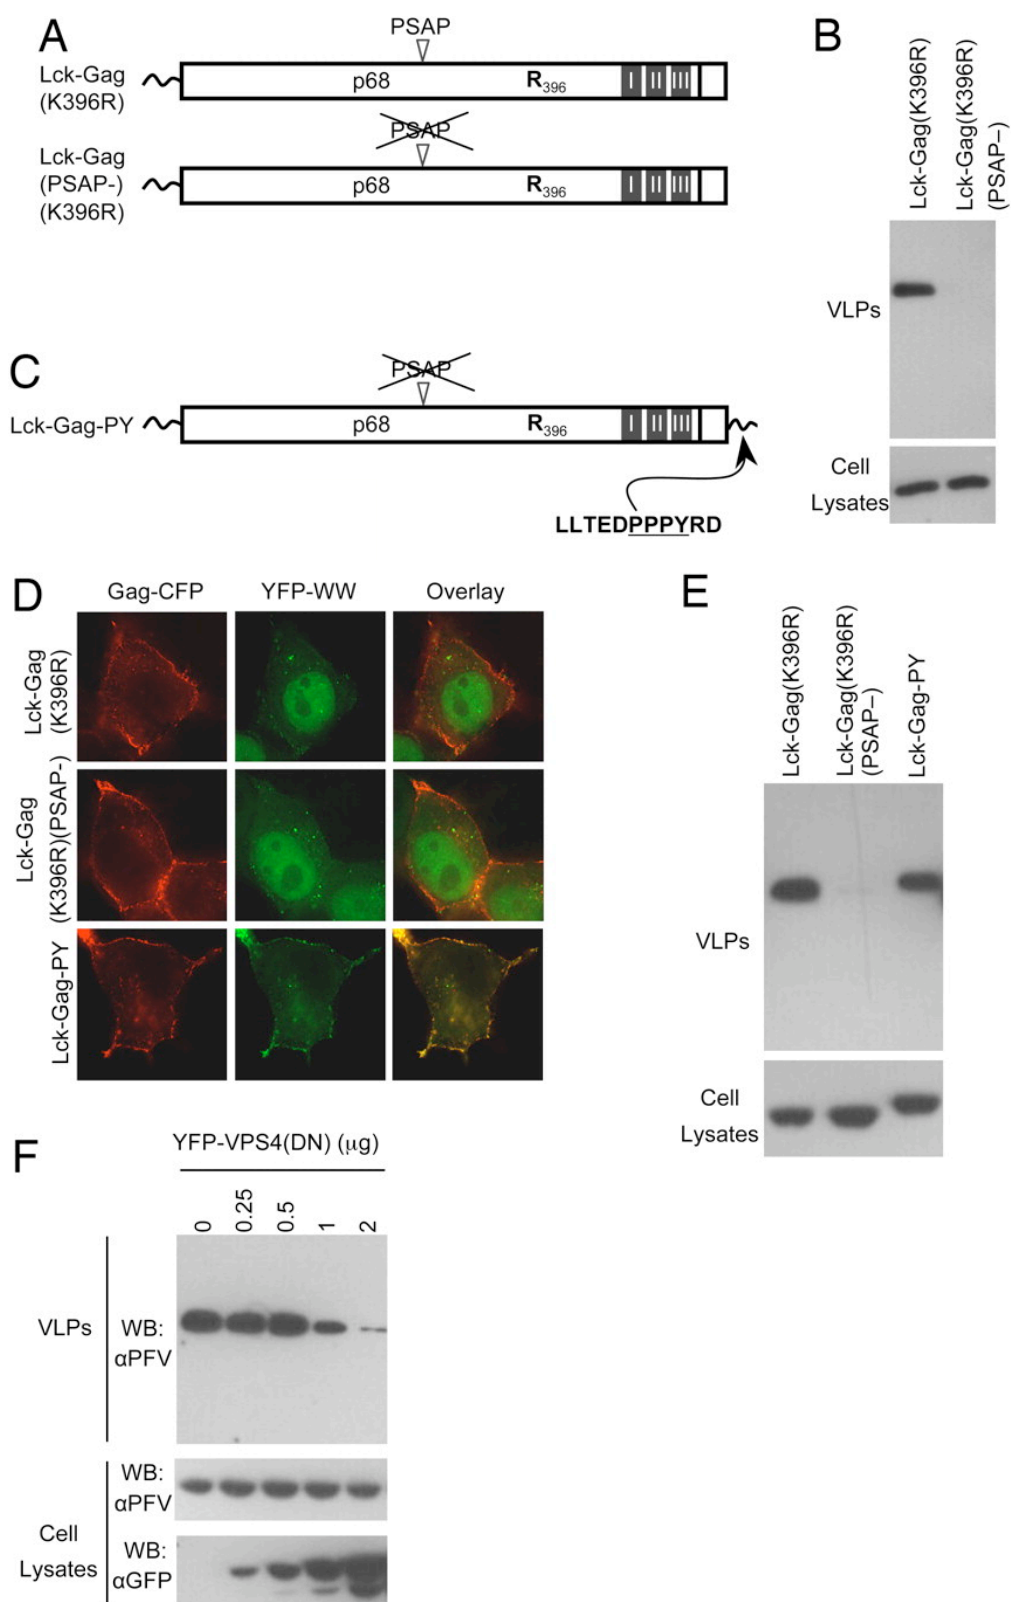 A
PSAP
Lck-Gag
(K396R)
p68
R396
I II III
PSAP
Lck-Gag
(PSAP-)
(K396R)
p68
R396
I II III
B
Lck-Gag(K396R)
Lck-Gag(K396R)
(PSAP–)
VLPs
Cell
Lysates
C
PSAP
Lck-Gag-PY
p68
R396
I II III
LLTEDPPPYRD
D
Gag-CFP
YFP-WW
Overlay
Lck-Gag
(K396R)
Lck-Gag
(K396R)(PSAP-)
Lck-Gag-PY
E
Lck-Gag(K396R)
Lck-Gag(K396R)
(PSAP–)
Lck-Gag-PY
VLPs
Cell
Lysates
F
YFP-VPS4(DN) (μg)
0 0.25 0.5 1 2
VLPs
WB:
αPFV
Cell
Lysates
WB:
αPFV
WB:
αGFP